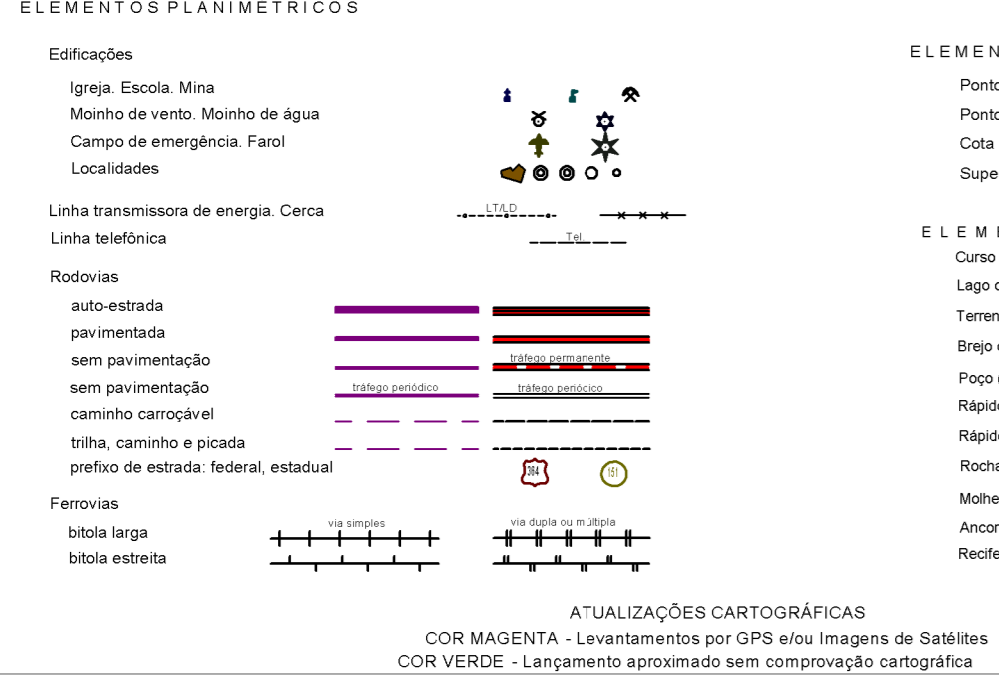 ELEMENTOS PLANIMETRICOS
Edificações
Igreja. Escola. Mina
Moinho de vento. Moinho de água
Campo de emergência. Farol
Localidades
Linha transmissora de energia. Cerca
LT/LD
Linha telefônica
Tel.
Rodovias
auto-estrada
pavimentada
sem pavimentação
tráfego permanente
sem pavimentação
tráfego periódico
tráfego periócico
caminho carroçável
trilha, caminho e picada
prefixo de estrada: federal, estadual
364
151
Ferrovias
via simples
via dupla ou múltipla
bitola larga
bitola estreita
ELEMEN
Ponto
Ponto
Cota
Supe
ELEME
Curso
Lago o
Terren
Brejo
Poço
Rápido
Rápido
Rocha
Molhe
Ancor
Recife
ATUALIZAÇÕES CARTOGRÁFICAS
COR MAGENTA - Levantamentos por GPS e/ou Imagens de Satélites
COR VERDE - Lançamento aproximado sem comprovação cartográfica